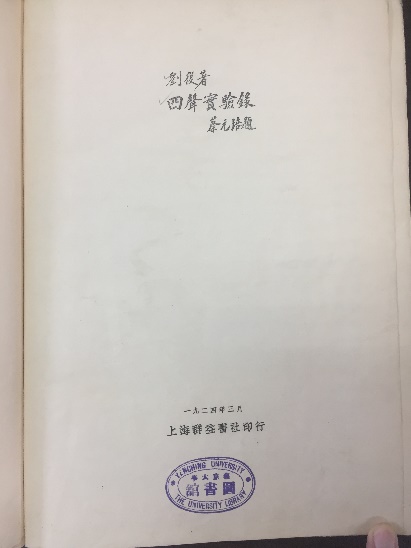 劉復著
四聲實驗錄
蔡元培題
一九二四年三月
上海群益書社印行
YENCHING UNIVERSITY
燕京大學
圖書館
THE UNIVERSITY LIBRARY